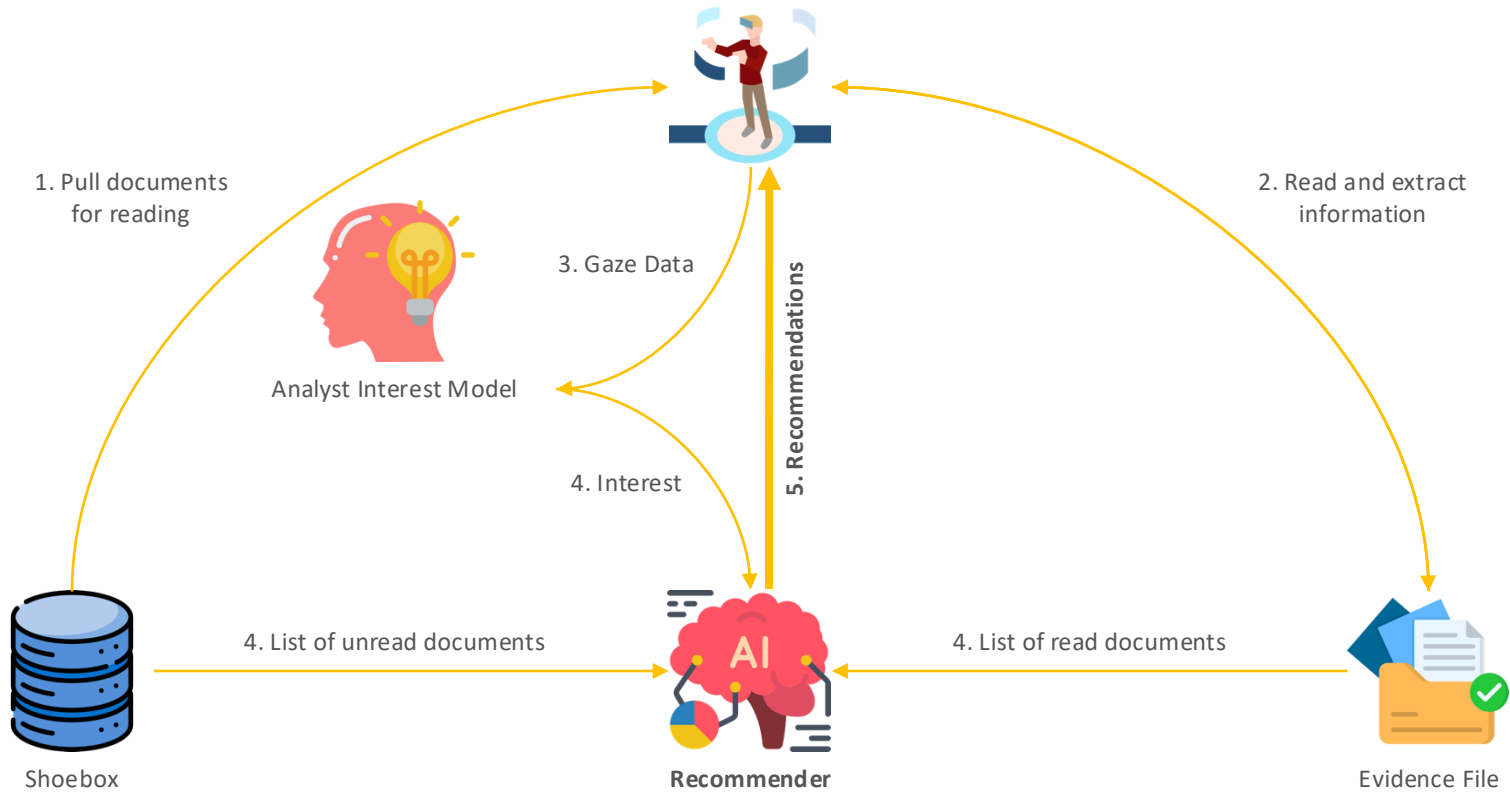 1. Pull documents
for reading
2. Read and extract
information
3. Gaze Data
5. Recommendations
Analyst Interest Model
4. Interest
4. List of unread documents
AI
4. List of read documents
Shoebox
Recommender
Evidence File